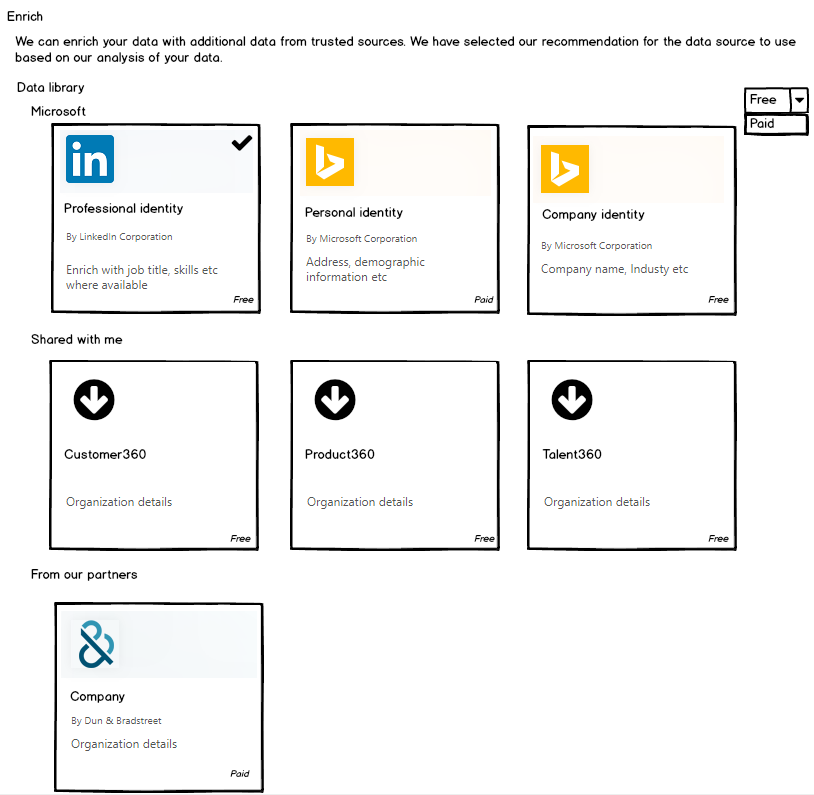 Enrich
We can enrich your data with additional data from trusted sources. We have selected our recommendation for the data source to use
based on our analysis of your data.
Data library
Free
Microsoft
Paid
in
Professional identity
By LinkedIn Corporation
Enrich with job title, skills etc
where available
Free
Personal identity
By Microsoft Corporation
Address, demographic
information etc
Paid
Company identity
By Microsoft Corporation
Company name, Industy etc
Free
Shared with me
Customer360
Organization details
Free
Product360
Organization details
Free
Talent360
Organization details
Free
From our partners
Company
By Dun & Bradstreet
Organization details
Paid